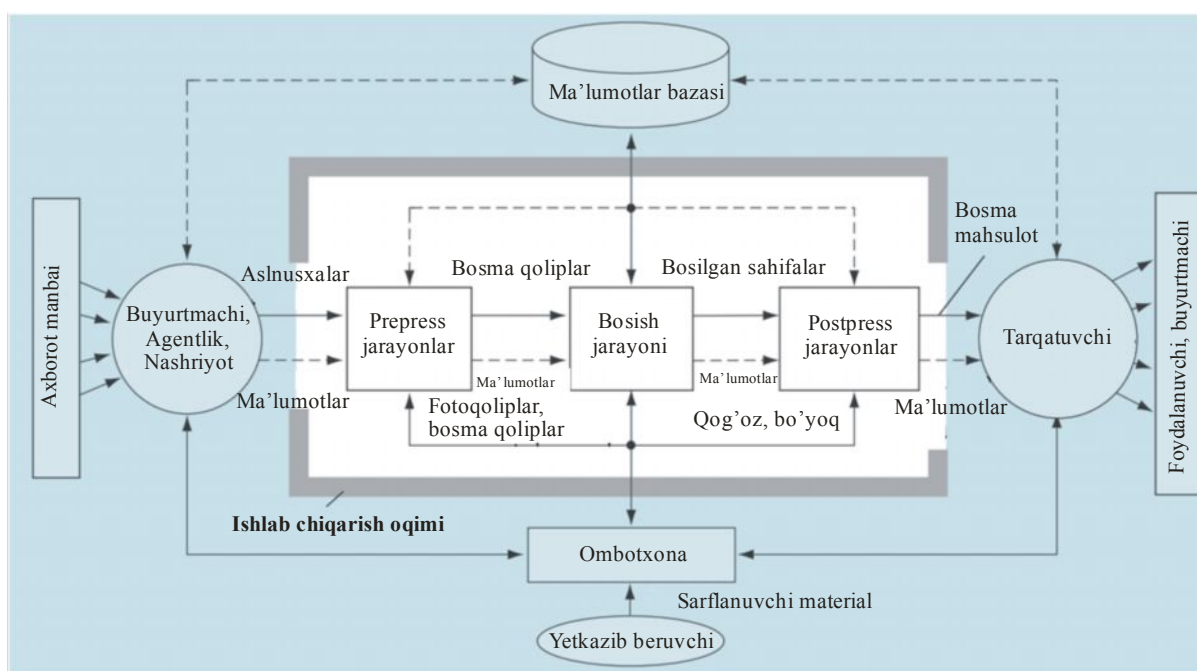 Ma’lumotlar bazasi
Axborot manbai
Buyurtmachi,
Agentlik,
Nashriyot
Aslnusxalar
Ma’lumotlar
Prepress
jarayonlar
Bosma qoliplar
Ma’lumotlar
Fotoqoliplar,
bosma qoliplar
Bosish
jarayoni
Bosilgan sahifalar
Ma’lumotlar
Qog’oz, bo’yoq
Postpress
jarayonlar
Bosma
mahsulot
Ma’lumotlar
Tarqatuvchi
Foydalanuvchi, buyurtmachi
Ishlab chiqarish oqimi
Ombotxona
Sarflanuvchi material
Yetkazib beruvchi